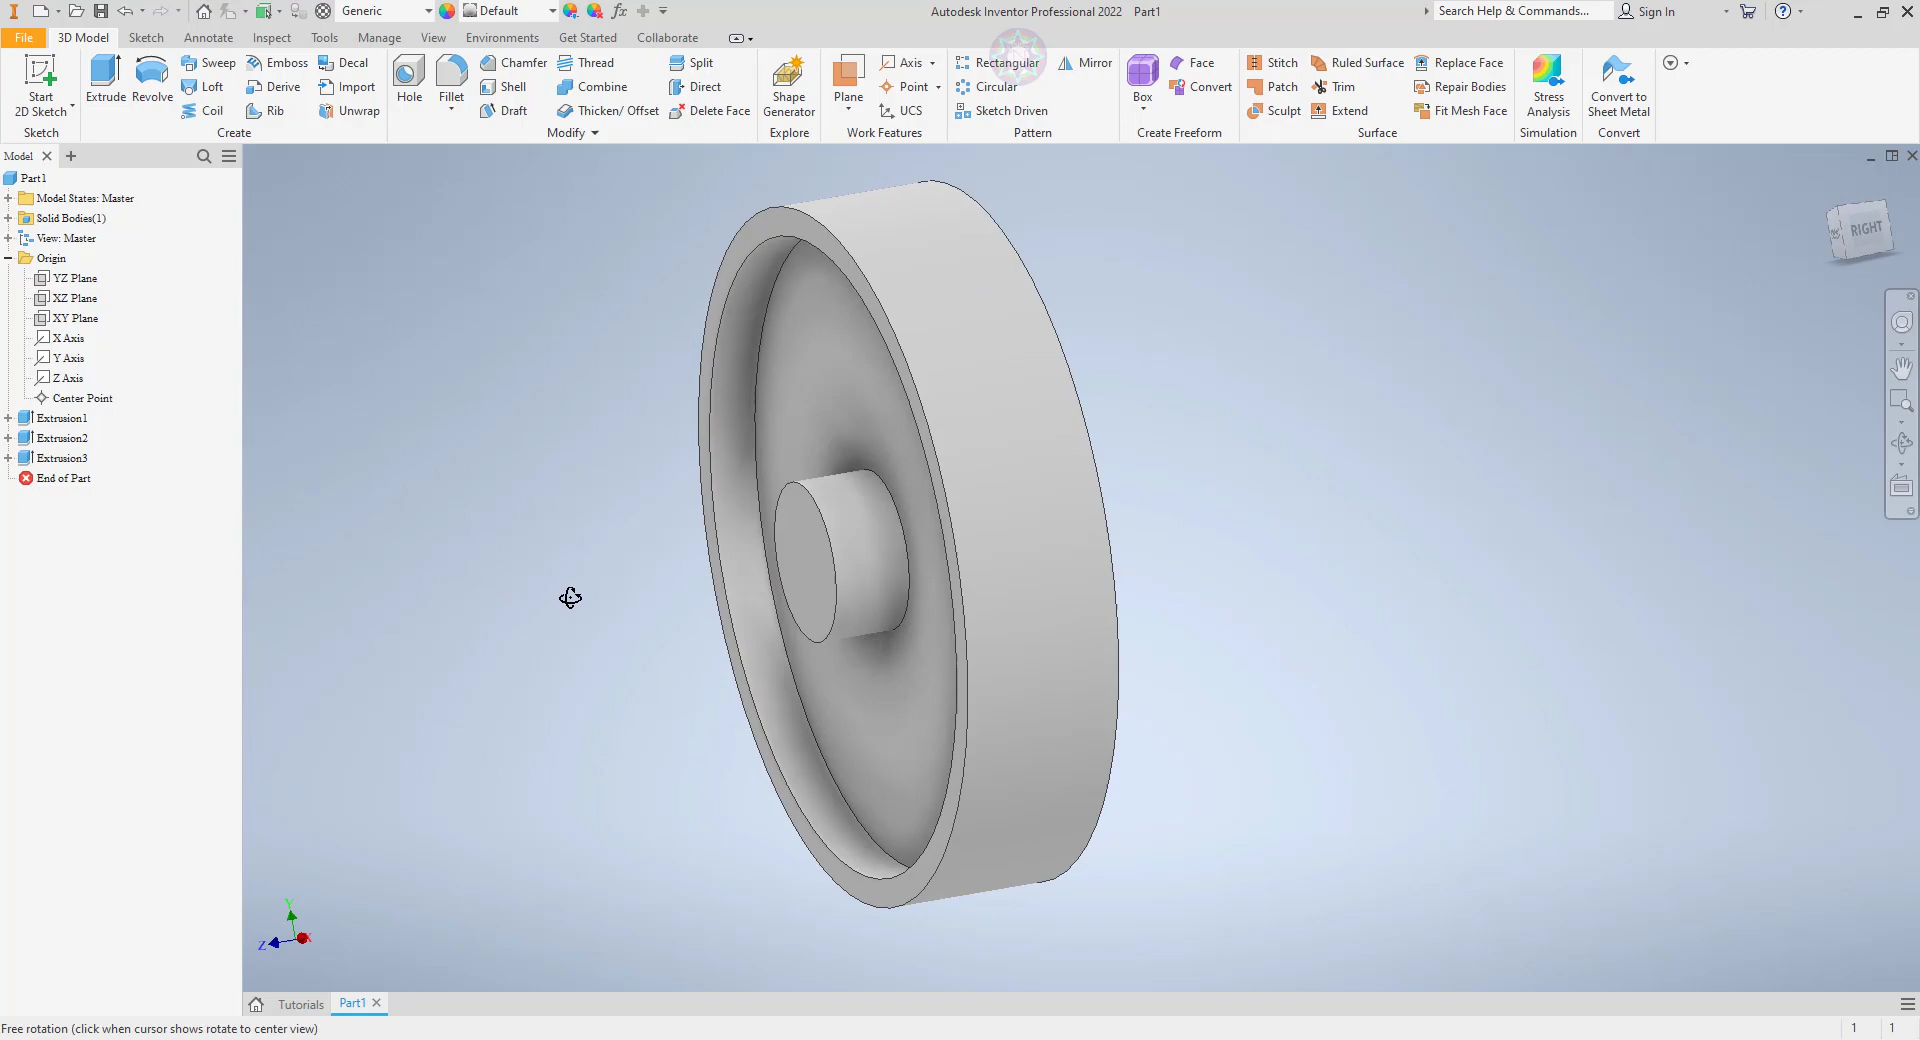 Generic Default Autodesk Inventor Professional 2022 Part1 Search Help & Commands... Sign In
File 3D Model Sketch Annotate Inspect Tools Manage View Environments Get Started Collaborate
Start 2D Sketch
Extrude
Revolve
Sweep Emboss Decal
Loft Derive Import
Coil Rib Unwrap
Hole
Fillet
Chamfer Thread Split
Shell Combine Direct
Draft Thicken/ Offset Delete Face
Shape Generator
Plane
Axis
Point
UCS
Rectangular Mirror
Circular
Sketch Driven
Box
Face
Convert
Stitch Ruled Surface Replace Face
Patch Trim Repair Bodies
Sculpt Extend Fit Mesh Face
Stress Analysis
Convert to Sheet Metal
Sketch Create Modify Explore Work Features Pattern Create Freeform Surface Simulation Convert
Model
Part1
Model States: Master
Solid Bodies(1)
View: Master
Origin
YZ Plane
XZ Plane
XY Plane
X Axis
Y Axis
Z Axis
Center Point
Extrusion1
Extrusion2
Extrusion3
End of Part
RIGHT
Y
Z
X
Tutorials Part1
Free rotation (click when cursor shows rotate to center view) 1 1